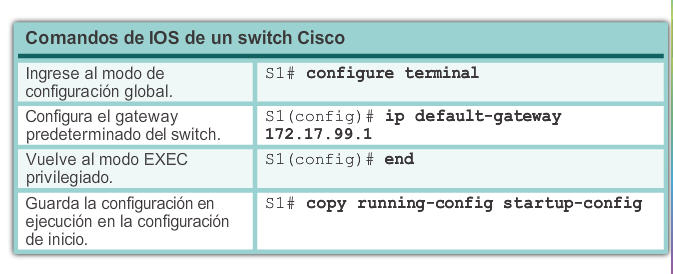 Comandos de IOS de un switch Cisco
Ingrese al modo de
configuración global.
S1# configure terminal
Configura el gateway
predeterminado del switch.
S1(config)# ip default-gateway
172.17.99.1
Vuelve al modo EXEC
privilegiado.
S1(config)# end
Guarda la configuración en
ejecución en la configuración
de inicio.
S1# copy running-config startup-config